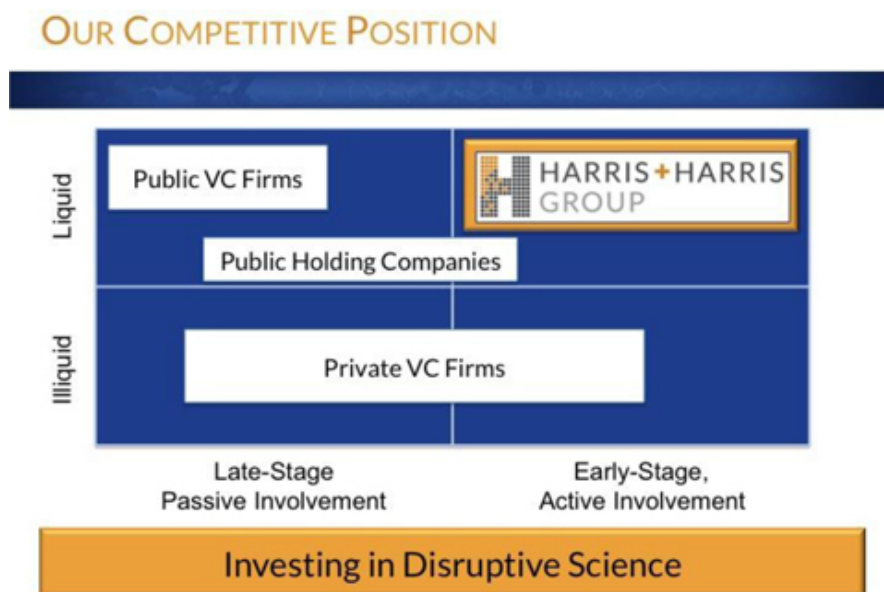 OUR COMPETITIVE POSITION
Liquid
Public VC Firms
HARRIS+HARRIS
GROUP
Public Holding Companies
Illiquid
Private VC Firms
Late-Stage
Passive Involvement
Early-Stage,
Active Involvement
Investing in Disruptive Science